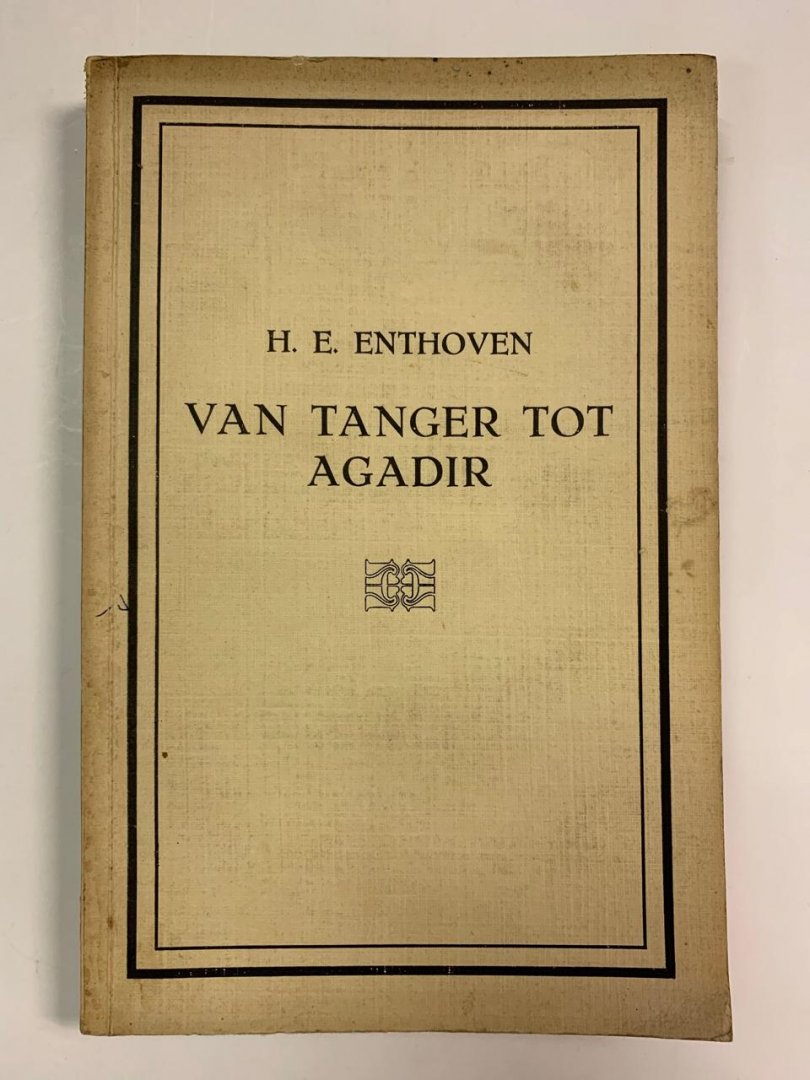 H. E. ENTHOVEN
VAN TANGER TOT
AGADIR